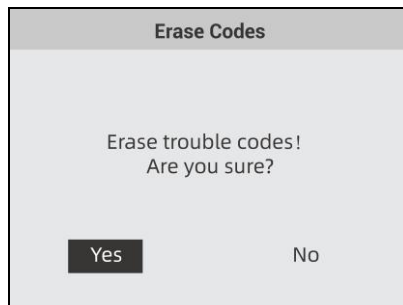 Erase Codes
Erase trouble codes!
Are you sure?
Yes No